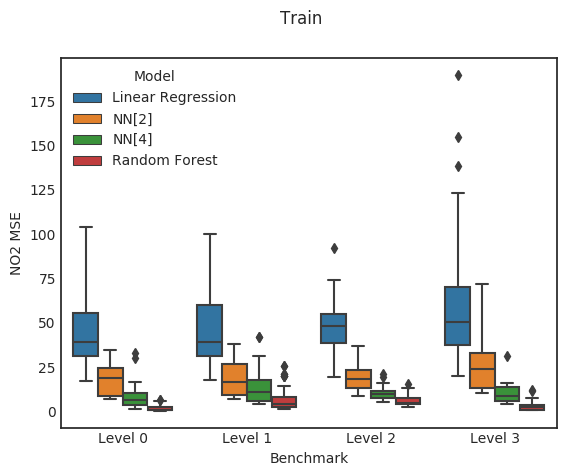 Train
Model
Linear Regression
NN[2]
NN[4]
Random Forest
NO2 MSE
175
150
125
100
75
50
25
0
Level 0 Level 1 Level 2 Level 3
Benchmark